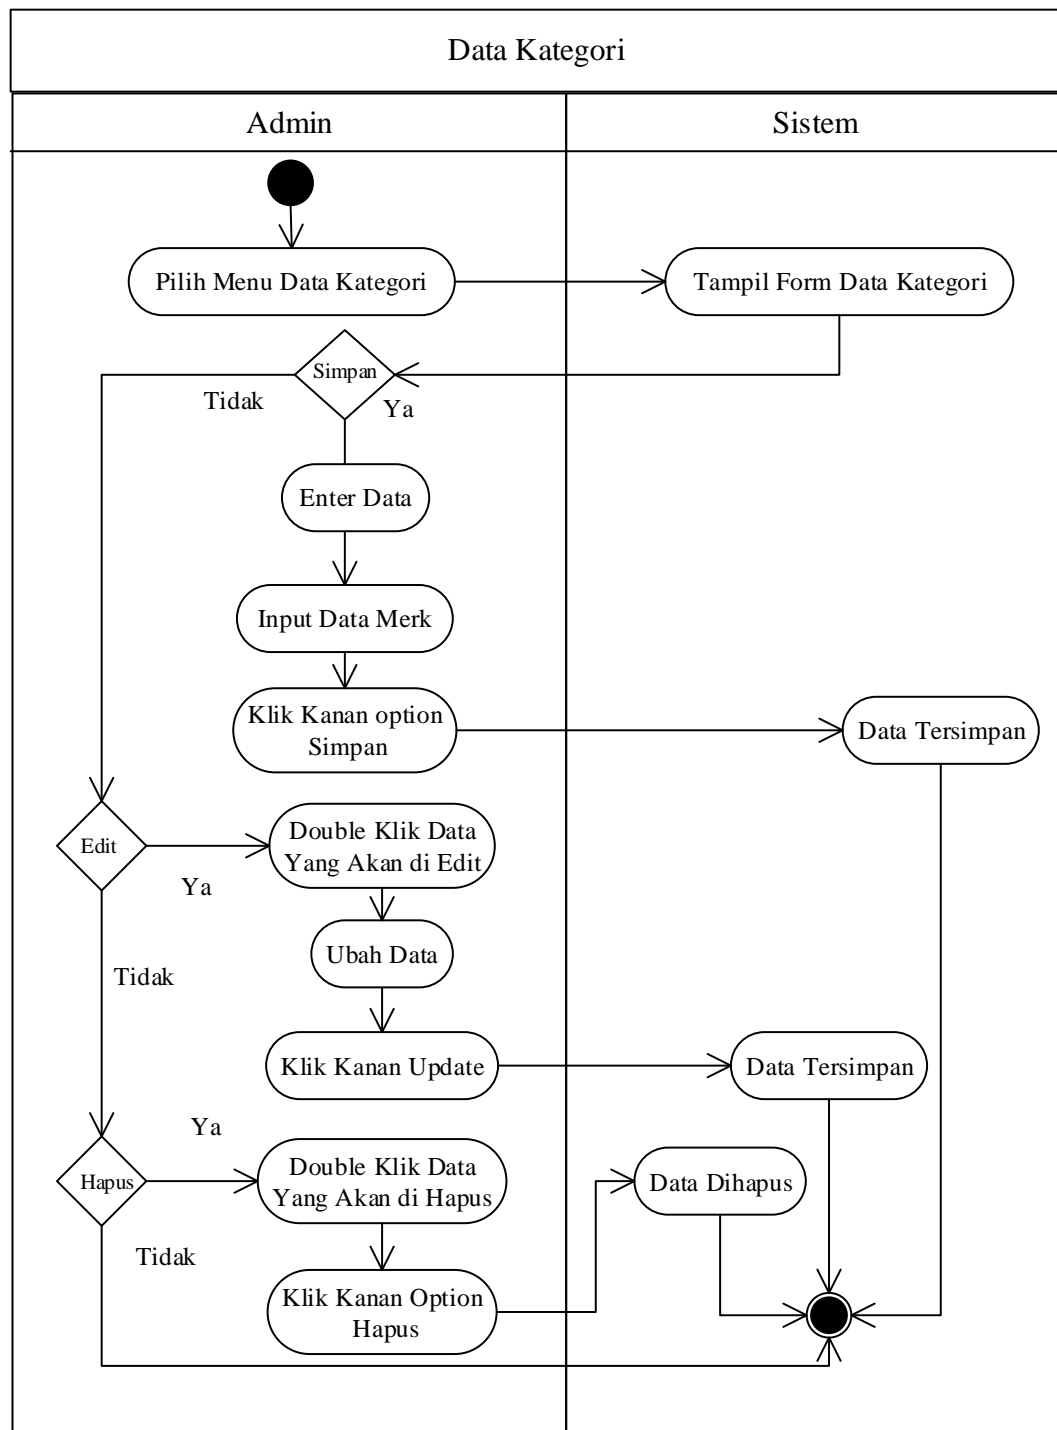 Data Kategori
Admin
Sistem
Pilih Menu Data Kategori
Tampil Form Data Kategori
Simpan
Tidak
Ya
Enter Data
Input Data Merk
Klik Kanan option
Simpan
Data Tersimpan
Edit
Double Klik Data
Yang Akan di Edit
Ya
Ubah Data
Tidak
Klik Kanan Update
Data Tersimpan
Ya
Hapus
Double Klik Data
Yang Akan di Hapus
Data Dihapus
Tidak
Klik Kanan Option
Hapus